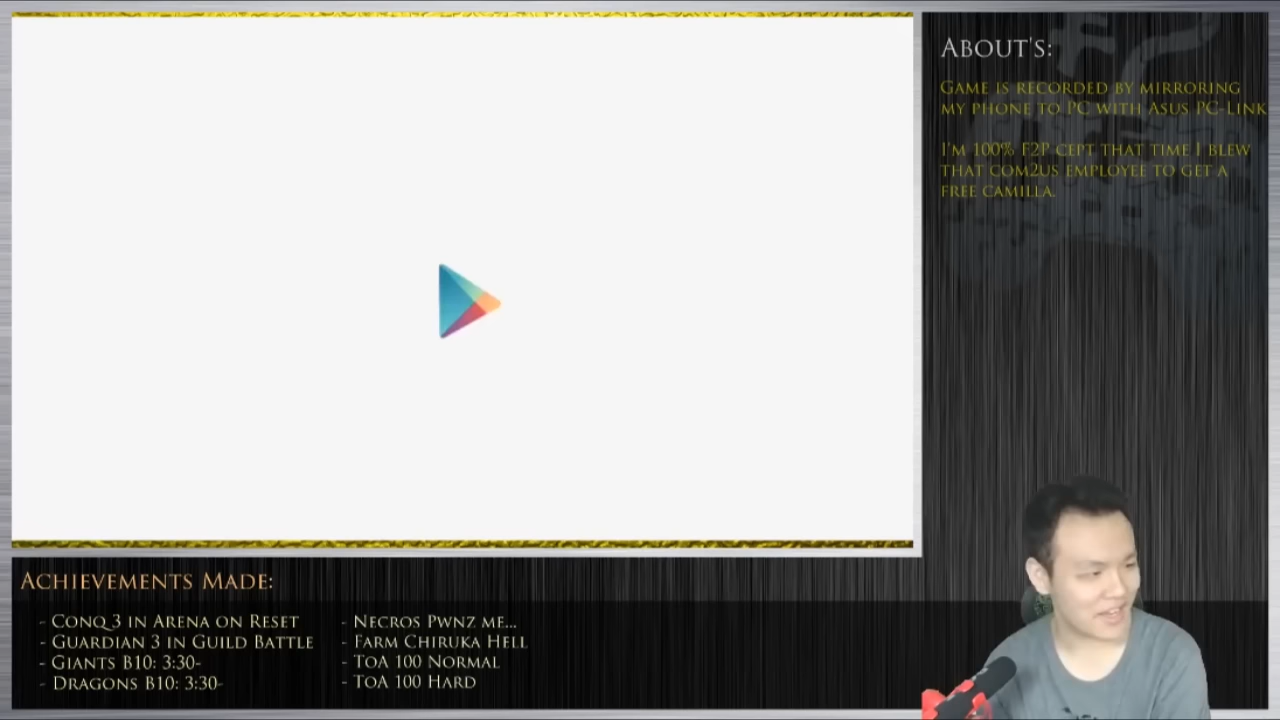 About's:
Game is recorded by mirroring
my phone to PC with Asus PC-Link
I'm 100% F2P cept that time I blew
that com2us employee to get a
free camilla.
Achievements Made:
- Conq 3 in Arena on Reset
- Guardian 3 in Guild Battle
- Giants B10: 3:30-
- Dragons B10: 3:30-
- Necros Pwnz me...
- Farm Chiruka Hell
- ToA 100 Normal
- ToA 100 Hard